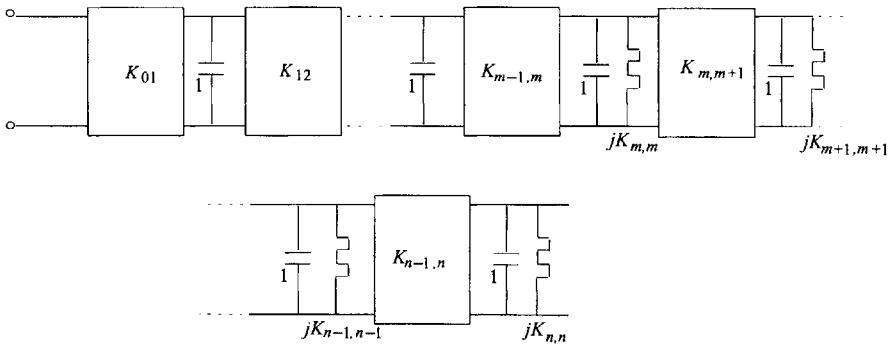 K₀₁ 1 K₁₂ 1 Kₘ₋₁,ₘ 1 Kₘ,ₘ₊₁ 1
jKₘ,ₘ jKₘ₊₁,ₘ₊₁
1 Kₙ₋₁,ₙ 1
jKₙ₋₁,ₙ₋₁ jKₙ,ₙ